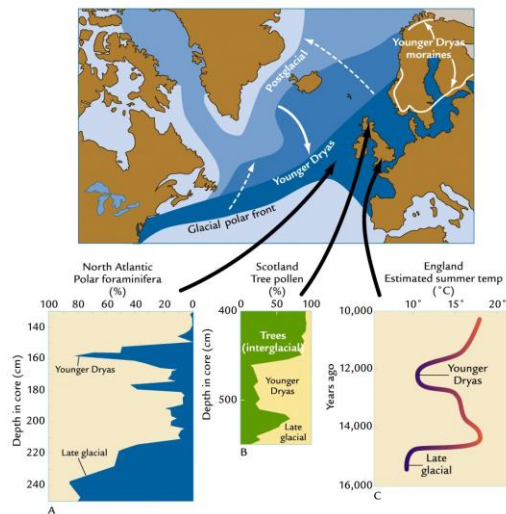 Younger Dryas
moraines
Postglacial
Younger Dryas
Glacial polar front
North Atlantic
Polar foraminifera
(%)
100 80 60 40 20 0
Depth in core (cm)
140
160
180
200
220
240
Younger Dryas
Late glacial
A
Scotland
Tree pollen
(%)
0 50 100
Depth in core (cm)
400
500
Trees
(interglacial)
Younger
Dryas
Late
glacial
B
England
Estimated summer temp
(°C)
10° 15° 20°
Years ago
10,000
12,000
14,000
16,000
Younger
Dryas
Late
glacial
C